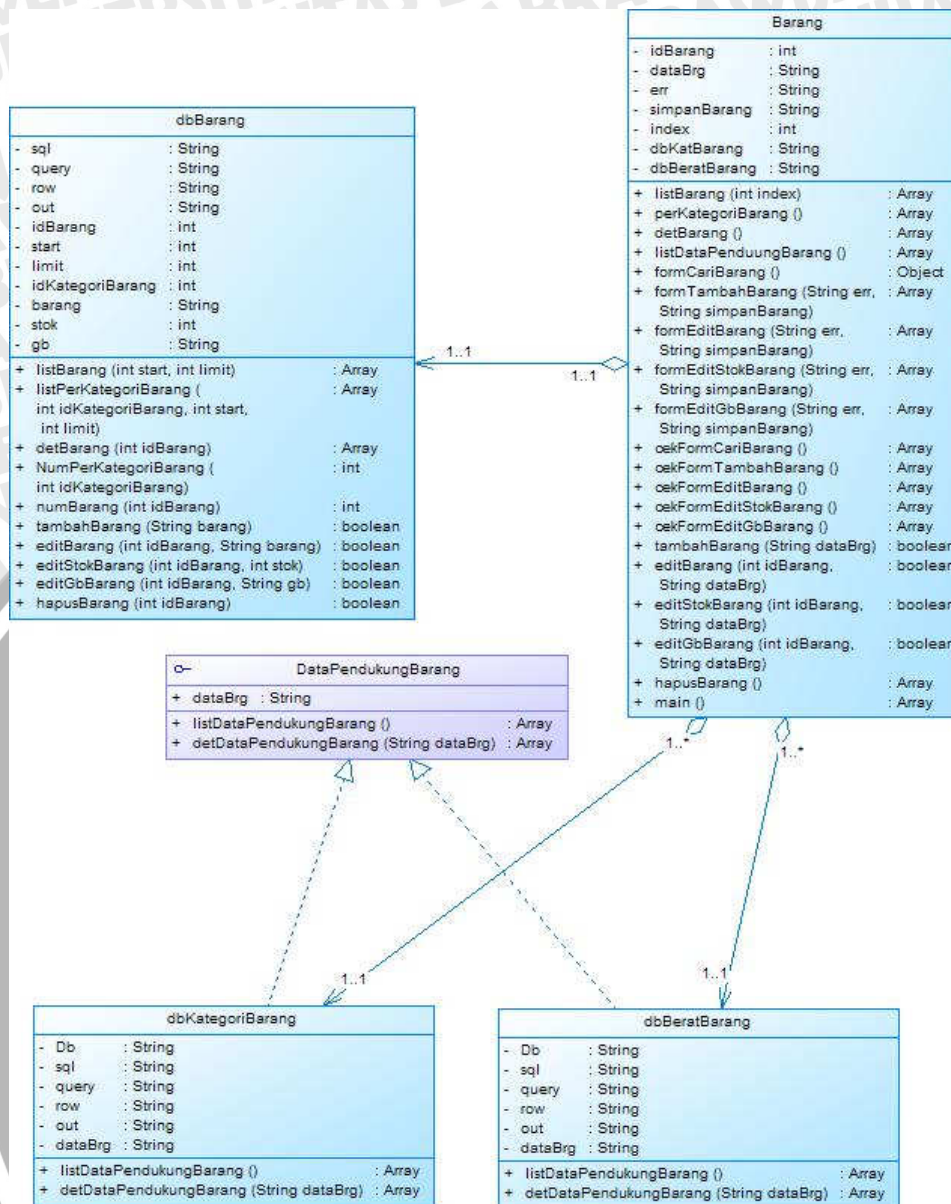 Barang
- idBarang : int
- dataBrg : String
- err : String
- simpanBarang : String
- index : int
- dbKatBarang : String
- dbBeratBarang : String
+ listBarang (int index) : Array
+ perKategoriBarang () : Array
+ detBarang () : Array
+ listDataPenduungBarang () : Array
+ formCariBarang () : Object
+ formTambahBarang (String err, : Array
String simpanBarang)
+ formEditBarang (String err, : Array
String simpanBarang)
+ formEditStokBarang (String err, : Array
String simpanBarang)
+ formEditGbBarang (String err, : Array
String simpanBarang)
+ cekFormCariBarang () : Array
+ cekFormTambahBarang () : Array
+ cekFormEditBarang () : Array
+ cekFormEditStokBarang () : Array
+ cekFormEditGbBarang () : Array
+ tambahBarang (String dataBrg) : boolean
+ editBarang (int idBarang, : boolean
String dataBrg)
+ editStokBarang (int idBarang, : boolean
String dataBrg)
+ editGbBarang (int idBarang, : boolean
String dataBrg)
+ hapusBarang () : Array
+ main () : Array
dbBarang
- sql : String
- query : String
- row : String
- out : String
- idBarang : int
- start : int
- limit : int
- idKategoriBarang : int
- barang : String
- stok : int
- gb : String
+ listBarang (int start, int limit) : Array
+ listPerKategoriBarang ( : Array
int idKategoriBarang, int start,
int limit)
+ detBarang (int idBarang) : Array
+ NumPerKategoriBarang ( : int
int idKategoriBarang)
+ numBarang (int idBarang) : int
+ tambahBarang (String barang) : boolean
+ editBarang (int idBarang, String barang) : boolean
+ editStokBarang (int idBarang, int stok) : boolean
+ editGbBarang (int idBarang, String gb) : boolean
+ hapusBarang (int idBarang) : boolean
1..1
1..1
DataPendukungBarang
+ dataBrg : String
+ listDataPendukungBarang () : Array
+ detDataPendukungBarang (String dataBrg) : Array
1..*
1..*
1..1
1..1
dbKategoriBarang
- Db : String
- sql : String
- query : String
- row : String
- out : String
- dataBrg : String
+ listDataPendukungBarang () : Array
+ detDataPendukungBarang (String dataBrg) : Array
dbBeratBarang
- Db : String
- sql : String
- query : String
- row : String
- out : String
- dataBrg : String
+ listDataPendukungBarang () : Array
+ detDataPendukungBarang (String dataBrg) : Array